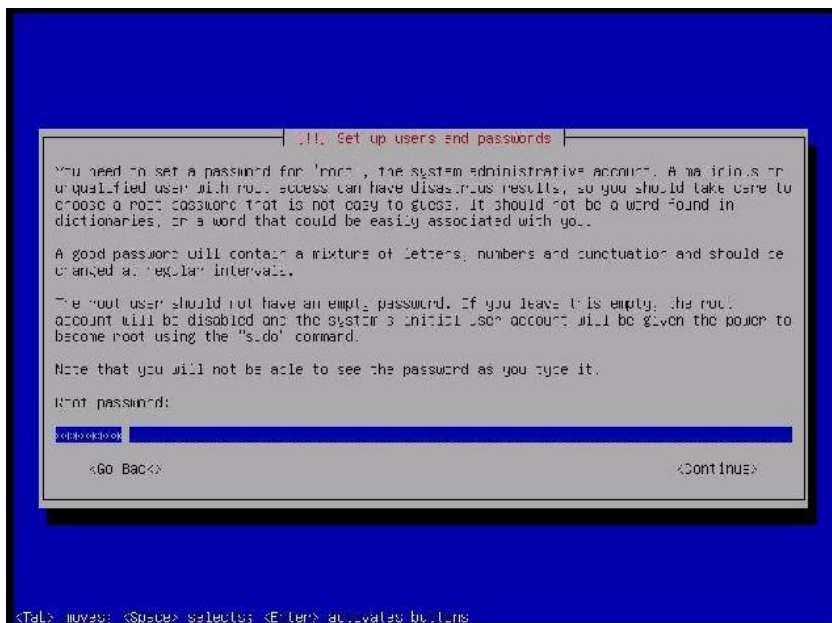 [!!] Set up users and passwords
You need to set a password for 'root', the system administrative account. A malicious or
unqualified user with root access can have disastrous results, so you should take care to
choose a root password that is not easy to guess. It should not be a word found in
dictionaries, or a word that could be easily associated with you.
A good password will contain a mixture of letters, numbers and punctuation and should be
changed at regular intervals.
The root user should not have an empty password. If you leave this empty, the root
account will be disabled and the system's initial user account will be given the power to
become root using the "sudo" command.
Note that you will not be able to see the password as you type it.
Root password:
<Go Back>
<Continue>
<Tab> moves; <Space> selects; <Enter> activates buttons